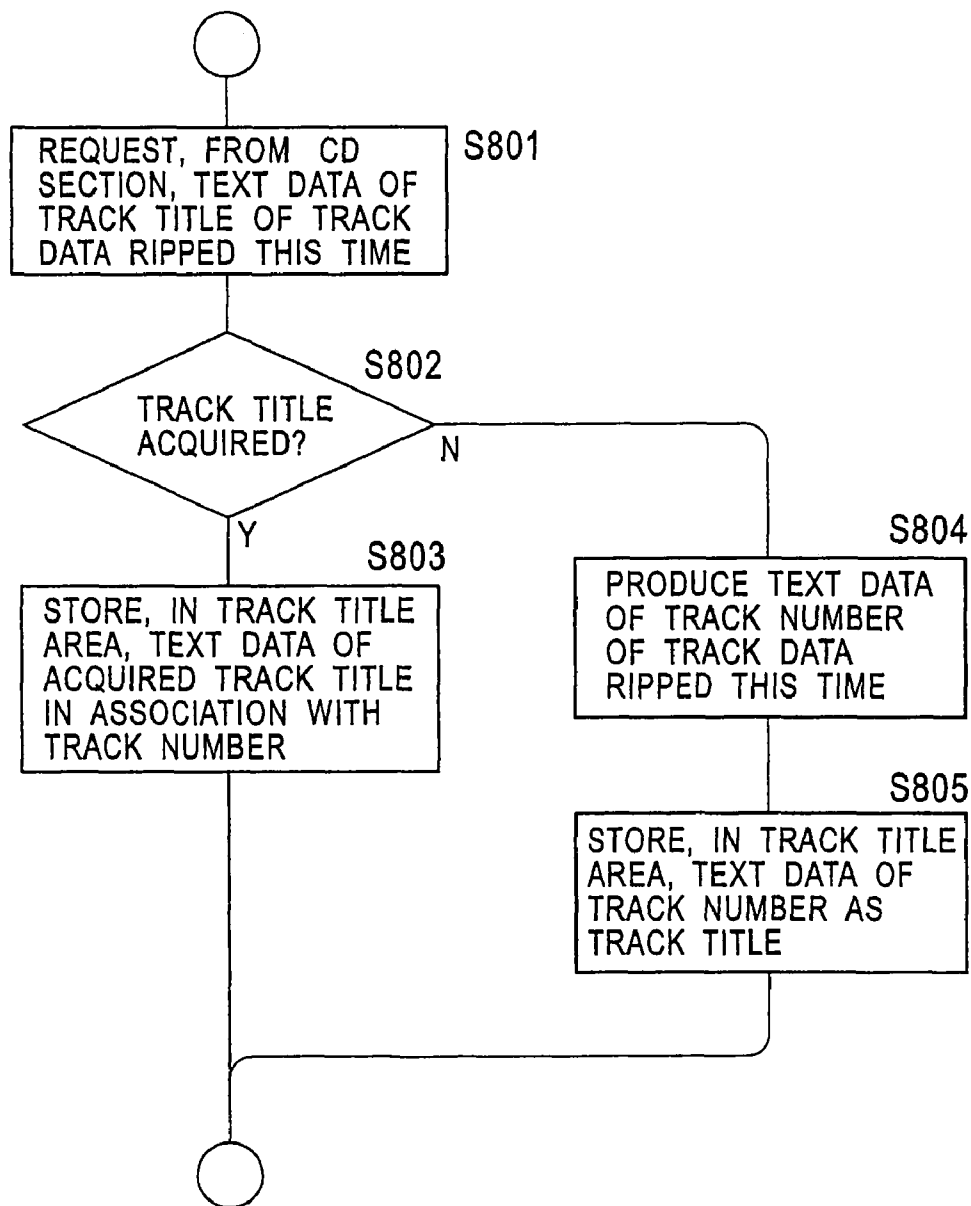 S801
REQUEST, FROM CD
SECTION, TEXT DATA OF
TRACK TITLE OF TRACK
DATA RIPPED THIS TIME
S802
TRACK TITLE
ACQUIRED?
N
Y
S803
STORE, IN TRACK TITLE
AREA, TEXT DATA OF
ACQUIRED TRACK TITLE
IN ASSOCIATION WITH
TRACK NUMBER
S804
PRODUCE TEXT DATA
OF TRACK NUMBER
OF TRACK DATA
RIPPED THIS TIME
S805
STORE, IN TRACK TITLE
AREA, TEXT DATA OF
TRACK NUMBER AS
TRACK TITLE